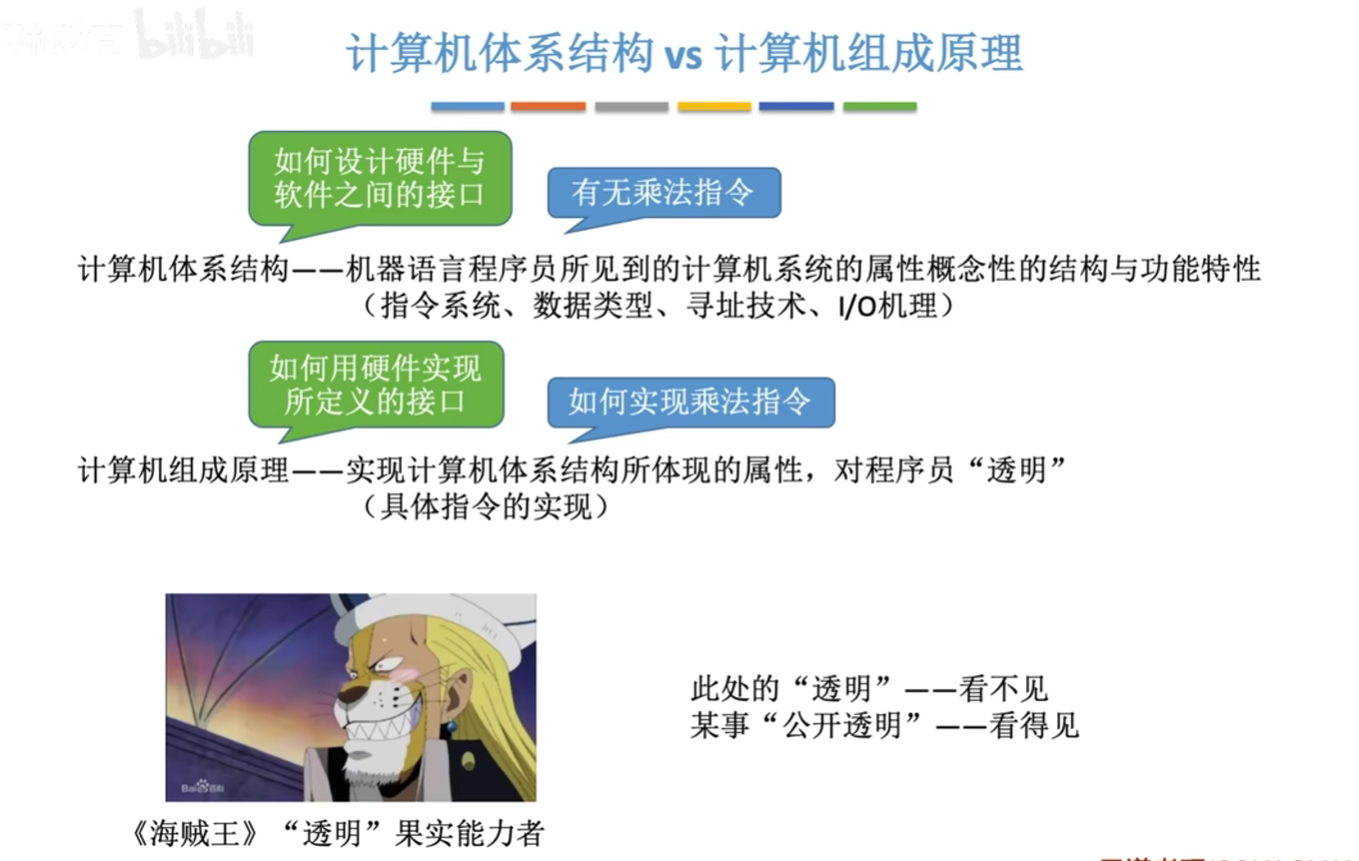 bilibili
计算机体系结构 vs 计算机组成原理
如何设计硬件与
软件之间的接口
有无乘法指令
计算机体系结构——机器语言程序员所见到的计算机系统的属性概念性的结构与功能特性
（指令系统、数据类型、寻址技术、I/O机理）
如何用硬件实现
所定义的接口
如何实现乘法指令
计算机组成原理——实现计算机体系结构所体现的属性，对程序员“透明”
（具体指令的实现）
此处的“透明”——看不见
某事“公开透明”——看得见
Bai百科
《海贼王》“透明”果实能力者